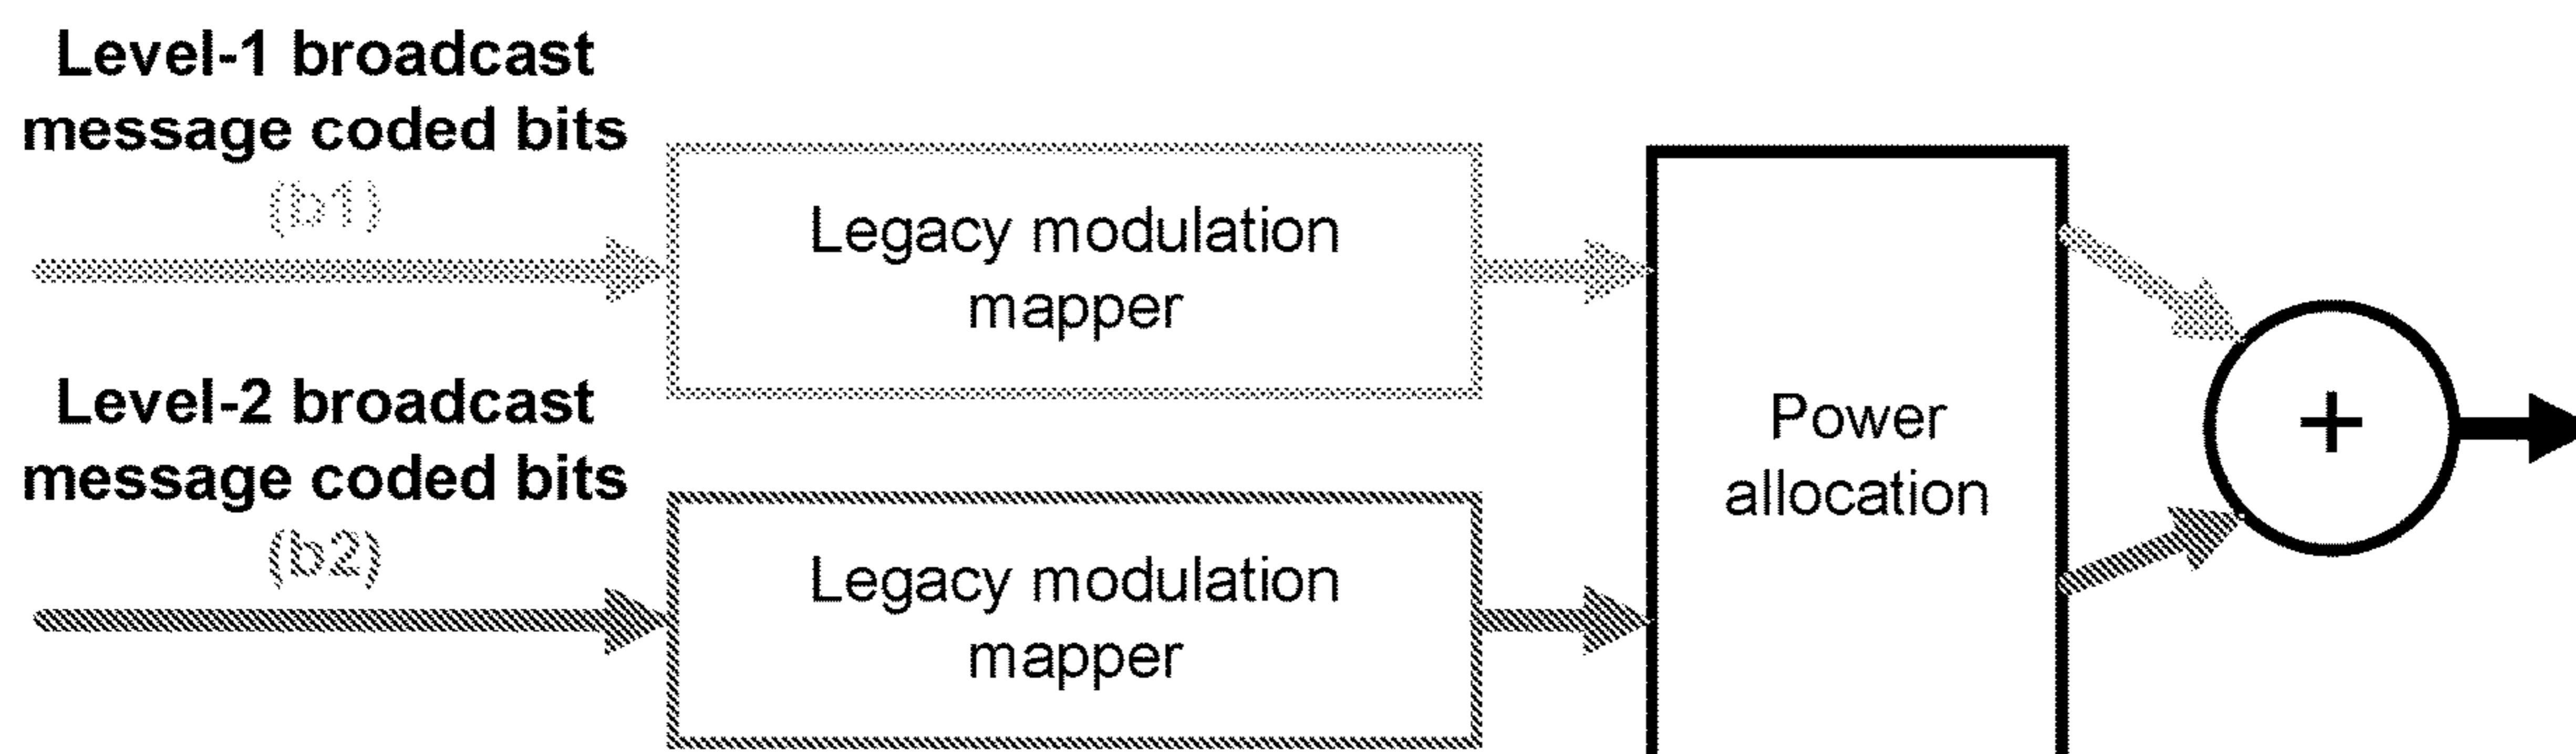 Level-1 broadcast
message coded bits
(b1)
Legacy modulation
mapper
Level-2 broadcast
message coded bits
(b2)
Legacy modulation
mapper
Power
allocation
+